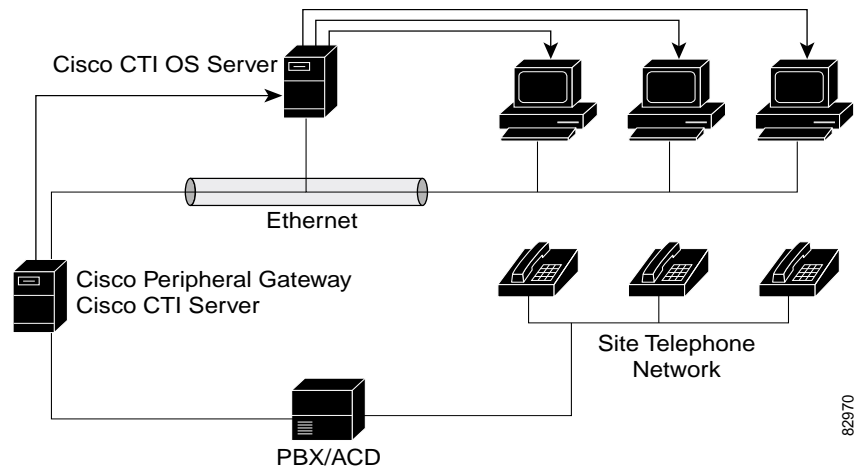 Cisco CTI OS Server
Ethernet
Cisco Peripheral Gateway
Cisco CTI Server
Site Telephone
Network
PBX/ACD
82970